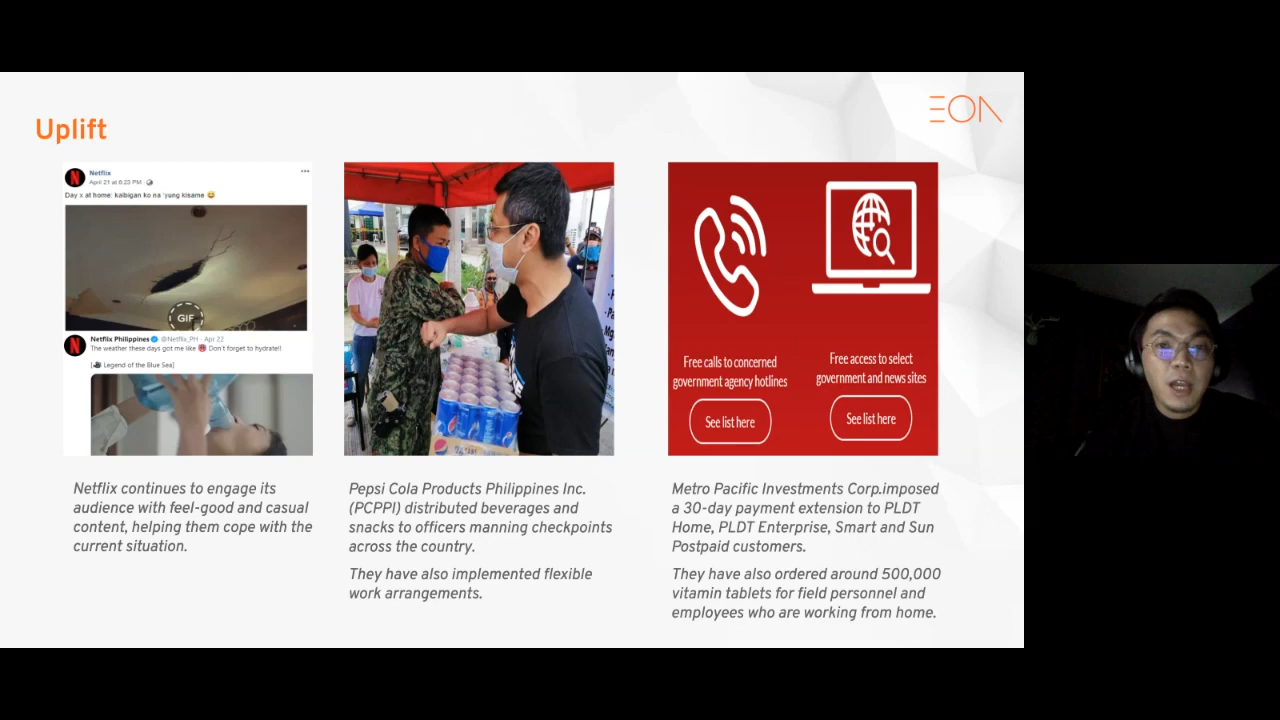 EON
Uplift
Netflix
April 21 at 6:25 PM
Day x at home: kaibigan ko na 'yung kisame
GIF
Netflix Philippines @Netflix_PH · Apr 22
The weather these days got me like Don't forget to hydrate!!
[ Legend of the Blue Sea]
Netflix continues to engage its
audience with feel-good and casual
content, helping them cope with the
current situation.
Pepsi Cola Products Philippines Inc.
(PCPPI) distributed beverages and
snacks to officers manning checkpoints
across the country.
They have also implemented flexible
work arrangements.
Free calls to concerned
government agency hotlines
See list here
Free access to select
government and news sites
See list here
Metro Pacific Investments Corp.imposed
a 30-day payment extension to PLDT
Home, PLDT Enterprise, Smart and Sun
Postpaid customers.
They have also ordered around 500,000
vitamin tablets for field personnel and
employees who are working from home.